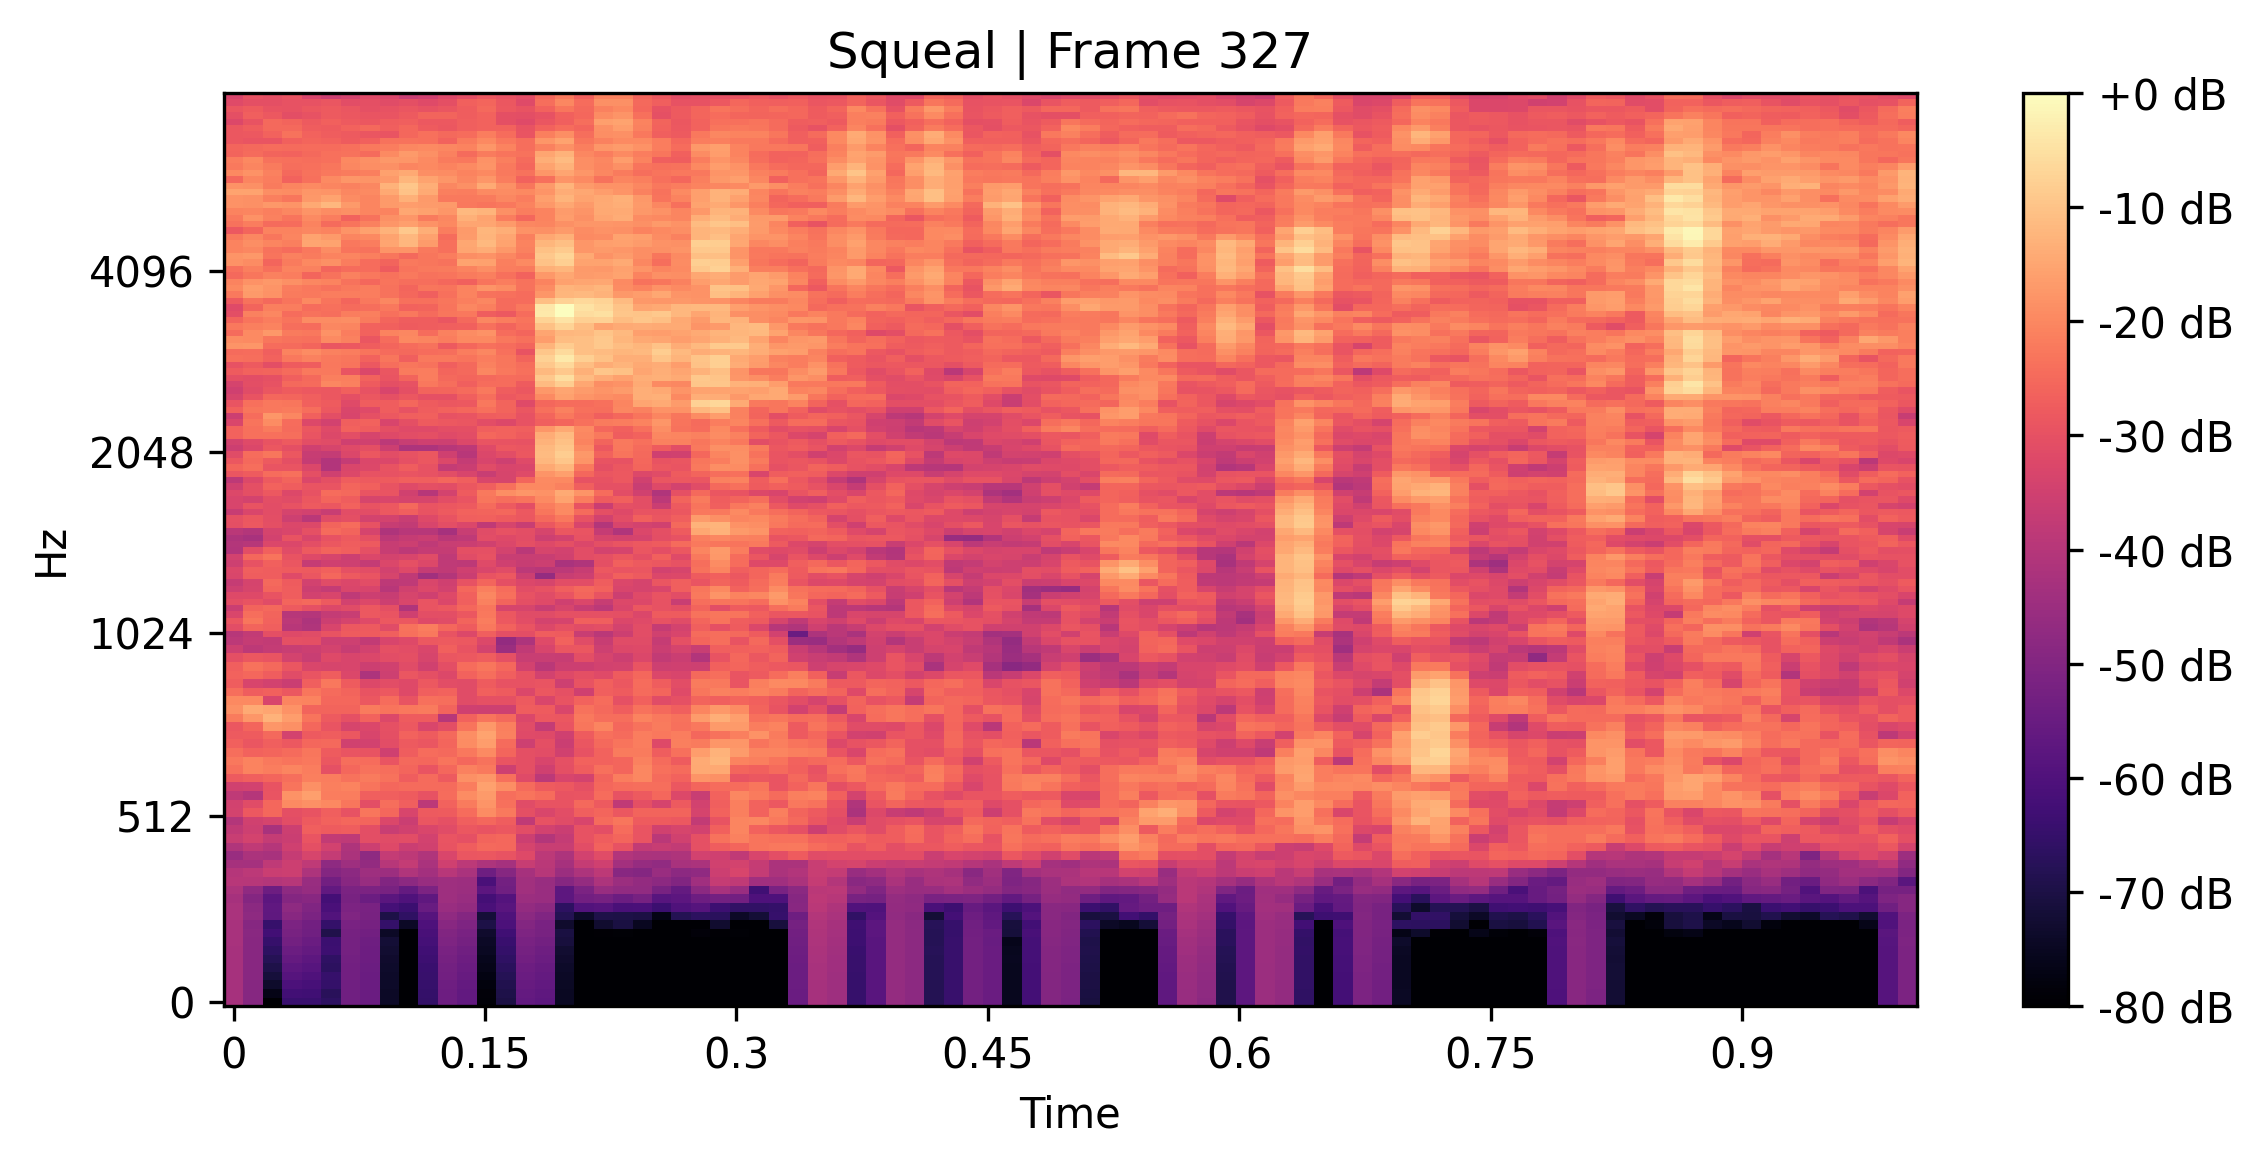 Squeal | Frame 327
+0 dB
-10 dB
-20 dB
-30 dB
-40 dB
-50 dB
-60 dB
-70 dB
-80 dB
Hz
4096
2048
1024
512
0
0 0.15 0.3 0.45 0.6 0.75 0.9
Time